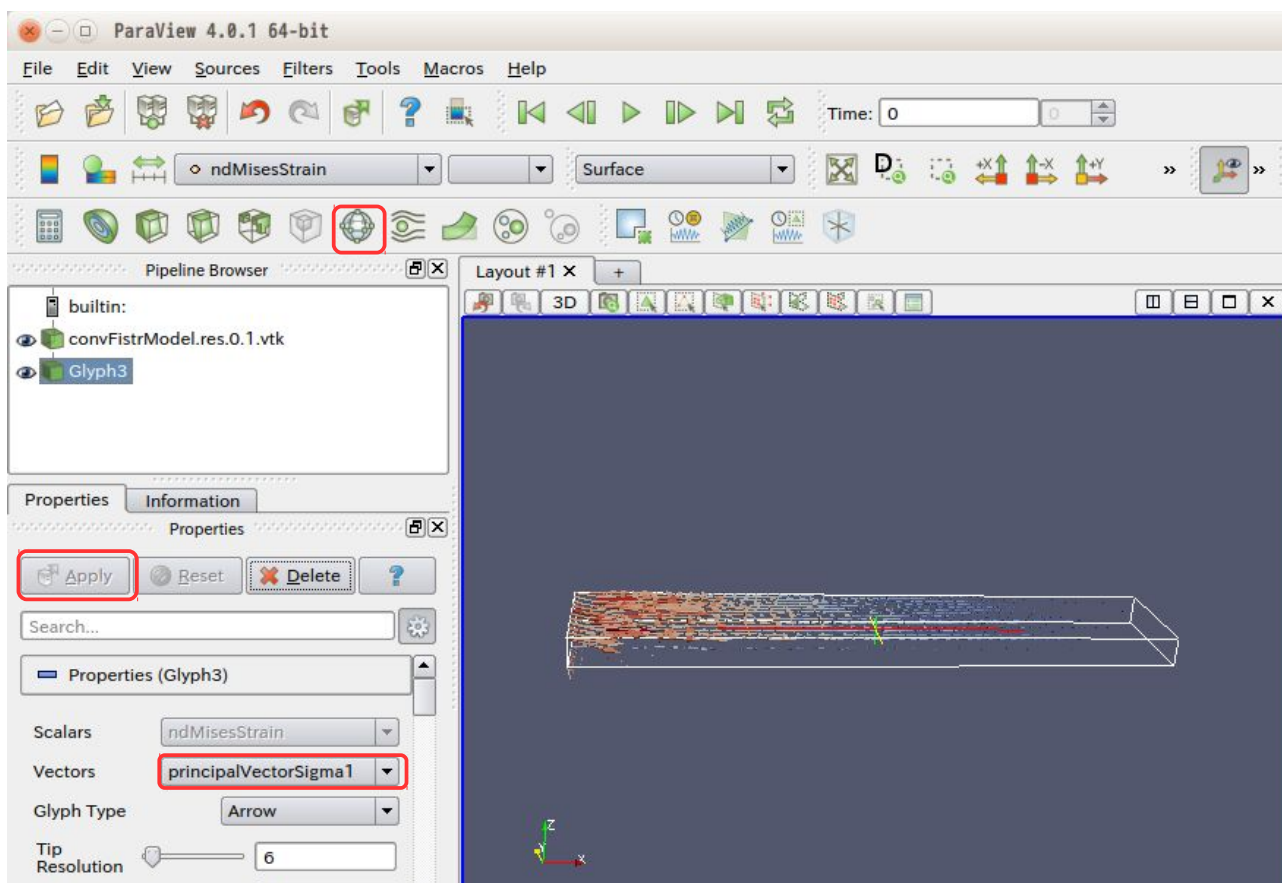 ParaView 4.0.1 64-bit
File Edit View Sources Filters Tools Macros Help
Time: 0 0
ndMisesStrain Surface +X -X +Y »  »
Pipeline Browser Layout #1 +
3D
builtin:
convFistrModel.res.0.1.vtk
Glyph3
Properties Information
Properties
Apply Reset Delete ?
Search...
Properties (Glyph3)
Scalars ndMisesStrain
Vectors principalVectorSigma1
Glyph Type Arrow
Tip
Resolution 6
Z
Y
X